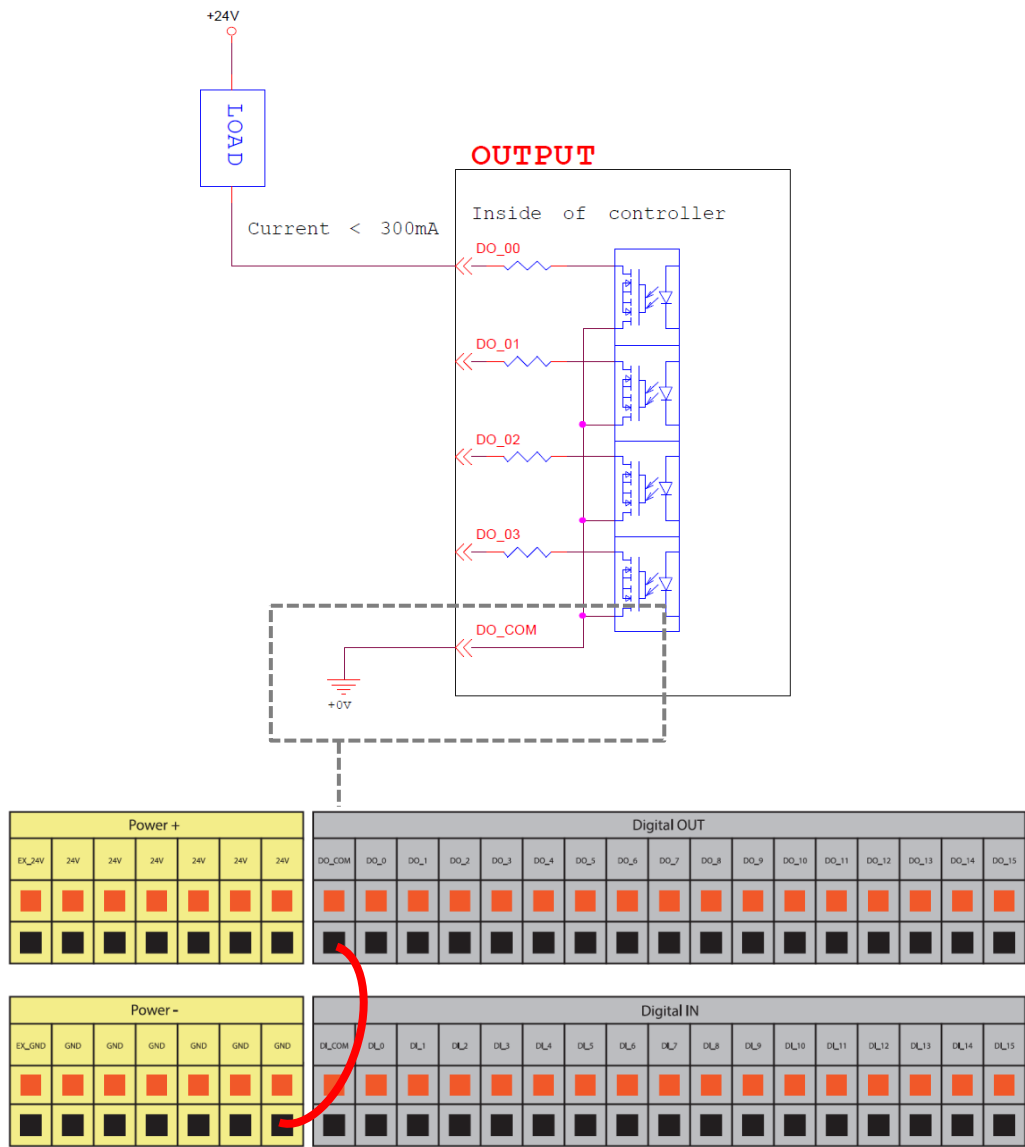 +24V
LOAD
OUTPUT
Current < 300mA
Inside of controller
DO_00
DO_01
DO_02
DO_03
DO_COM
+0V
Power + Digital OUT
EX_24V 24V 24V 24V 24V 24V 24V DO_COM DO_0 DO_1 DO_2 DO_3 DO_4 DO_5 DO_6 DO_7 DO_8 DO_9 DO_10 DO_11 DO_12 DO_13 DO_14 DO_15
Power - Digital IN
EX_GND GND GND GND GND GND GND DI_COM DI_0 DI_1 DI_2 DI_3 DI_4 DI_5 DI_6 DI_7 DI_8 DI_9 DI_10 DI_11 DI_12 DI_13 DI_14 DI_15